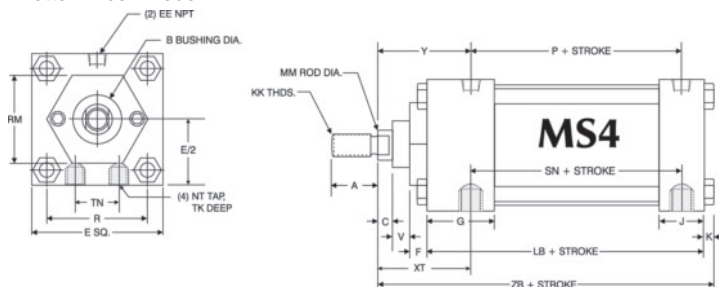 (2) EE NPT
B BUSHING DIA.
RM
E/2
TN
R
E SQ.
(4) NT TAP,
TK DEEP
Y
P + STROKE
MM ROD DIA.
KK THDS.
MS4
SN + STROKE
A
C
G
J
V
K
F
LB + STROKE
XT
ZB + STROKE